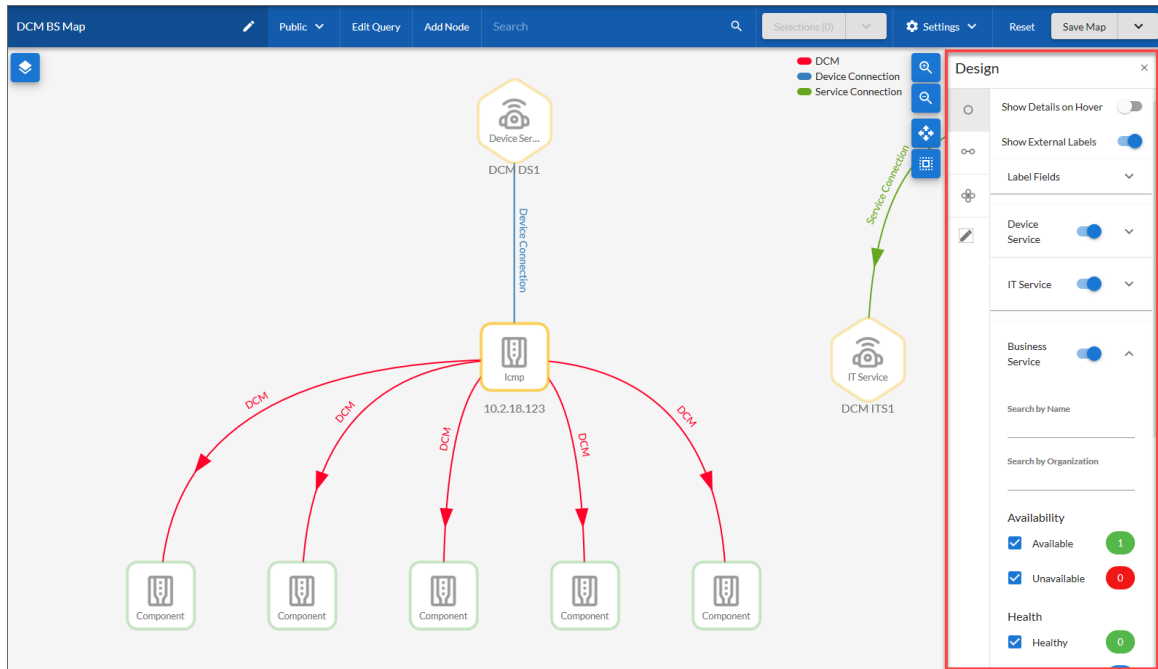 DCM BS Map
Public
Edit Query
Add Node
Search
Selections (0)
Settings
Reset
Save Map
DCM
Device Connection
Service Connection
Device Ser...
DCM DS1
Device Connection
Service Connection
Icmp
10.2.18.123
IT Service
DCM ITS1
DCM
DCM
DCM
DCM
DCM
Component
Component
Component
Component
Component
Design
×
Show Details on Hover
Show External Labels
Label Fields
Device
Service
IT Service
Business
Service
Search by Name
Search by Organization
Availability
Available
1
Unavailable
0
Health
Healthy
0